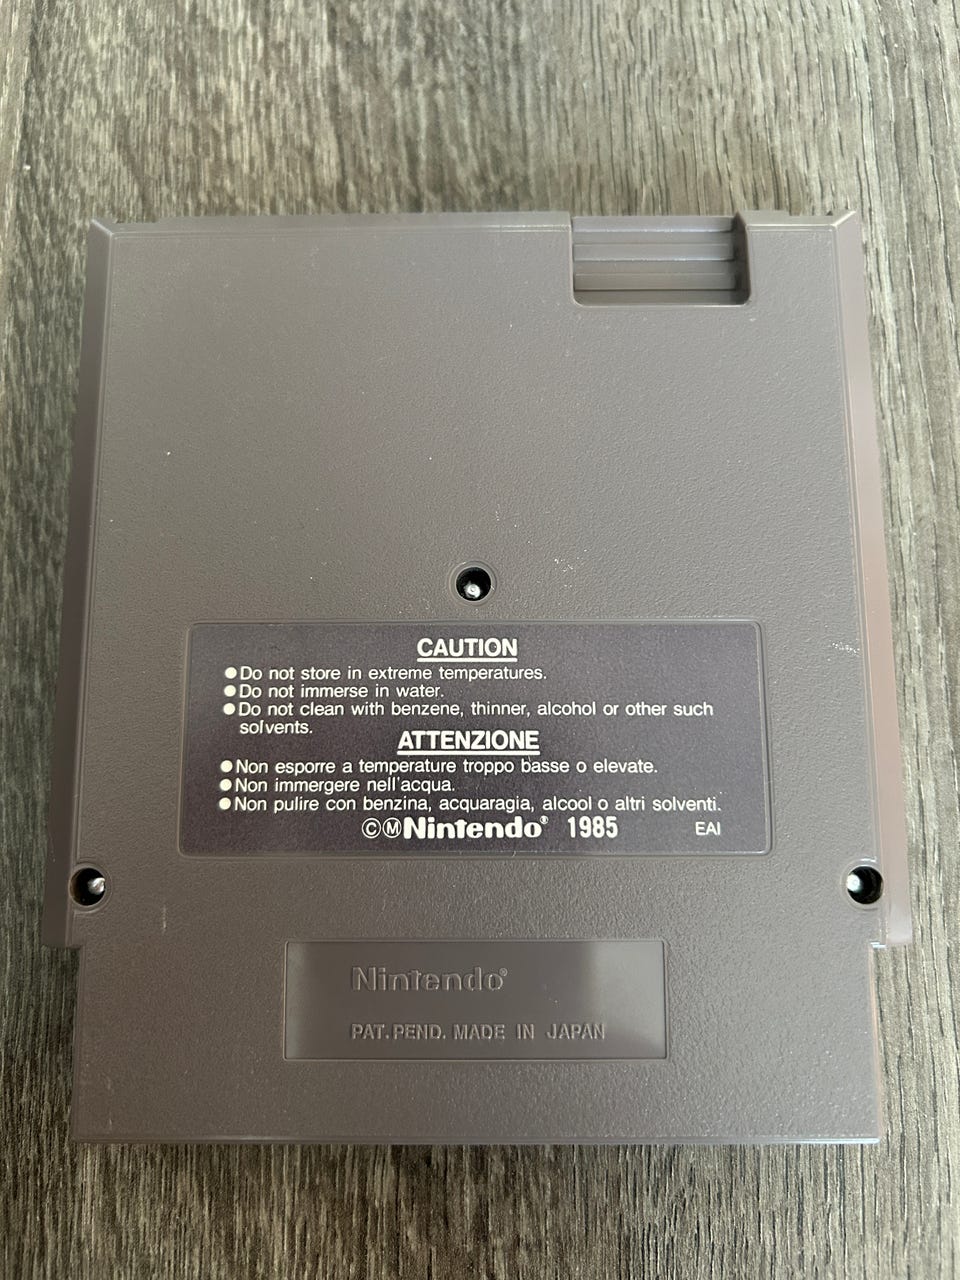 CAUTION
●Do not store in extreme temperatures.
●Do not immerse in water.
●Do not clean with benzene, thinner, alcohol or other such
solvents.
ATTENZIONE
●Non esporre a temperature troppo basse o elevate.
●Non immergere nell'acqua.
●Non pulire con benzina, acquaragia, alcool o altri solventi.
©ⓂNintendo® 1985 EAI
Nintendo®
PAT.PEND. MADE IN JAPAN